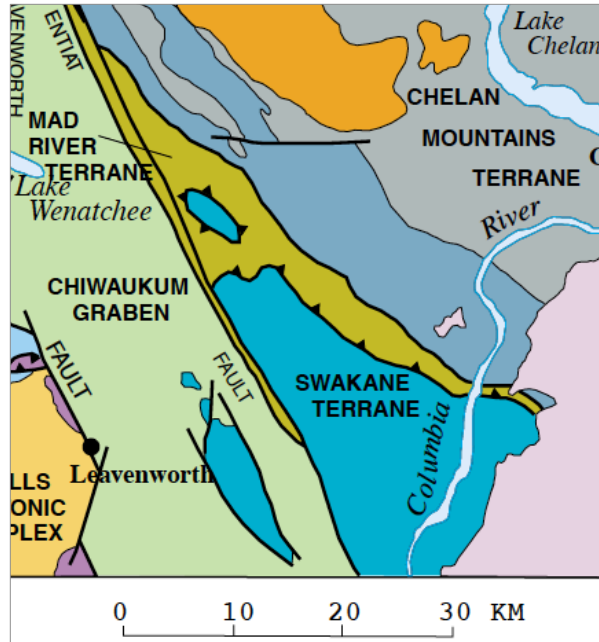 VENWORTH
ENTIAT
Lake
Chelan
CHELAN
MOUNTAINS
TERRANE
MAD
RIVER
TERRANE
Lake
Wenatchee
River
CHIWAUKUM
GRABEN
FAULT
FAULT
SWAKANE
TERRANE
Columbia
Leavenworth
LLS
ONIC
PLEX
0 10 20 30 KM